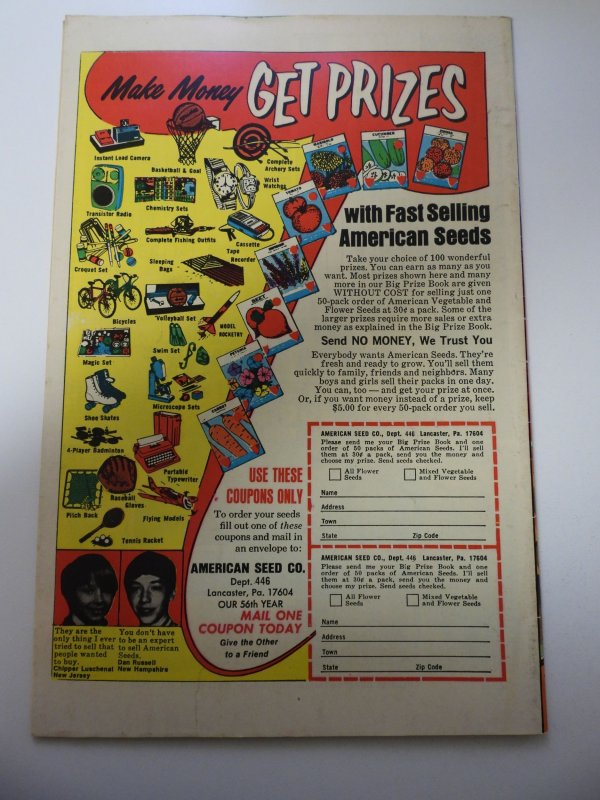 Make Money GET PRIZES
with Fast Selling
American Seeds
Take your choice of 100 wonderful
prizes. You can earn as many as you
want. Most prizes shown here and many
more in our Big Prize Book are given
WITHOUT COST for selling just one
50-pack order of American Vegetable and
Flower Seeds at 30¢ a pack. Some of the
larger prizes require more sales or extra
money as explained in the Big Prize Book.
Send NO MONEY, We Trust You
Everybody wants American Seeds. They're
fresh and ready to grow. You'll sell them
quickly to family, friends and neighbors. Many
boys and girls sell their packs in one day.
You can, too — and get your prize at once.
Or, if you want money instead of a prize, keep
$5.00 for every 50-pack order you sell.
Instant Load Camera
Basketball & Goal
Complete
Archery Sets
Wrist
Watches
Transistor Radio
Chemistry Sets
Complete Fishing Outfits
Cassette
Tape
Recorder
Croquet Set
Sleeping
Bags
Bicycles
Volleyball Set
MODEL
ROCKETRY
Magic Set
Swim Set
Shoe Skates
Microscope Sets
4-Player Badminton
Portable
Typewriter
Pitch Back
Baseball
Gloves
Flying Models
Tennis Racket
CUCUMBER
TOMATO
BEET
CARROT
USE THESE
COUPONS ONLY
To order your seeds
fill out one of these
coupons and mail in
an envelope to:
AMERICAN SEED CO.
Dept. 446
Lancaster, Pa. 17604
OUR 56th YEAR
MAIL ONE
COUPON TODAY
Give the Other
to a Friend
AMERICAN SEED CO., Dept. 446 Lancaster, Pa. 17604
Please send me your Big Prize Book and one
order of 50 packs of American Seeds. I'll sell
them at 30¢ a pack, send you the money and
choose my prize. Send seeds checked.
All Flower
Seeds
Mixed Vegetable
and Flower Seeds
Name
Address
Town
State Zip Code
AMERICAN SEED CO., Dept. 446 Lancaster, Pa. 17604
Please send me your Big Prize Book and one
order of 50 packs of American Seeds. I'll sell
them at 30¢ a pack, send you the money and
choose my prize. Send seeds checked.
All Flower
Seeds
Mixed Vegetable
and Flower Seeds
Name
Address
Town
State Zip Code
They are the
only thing I ever
tried to sell that
people wanted
to buy.
Chipper Luschenat
New Jersey
You don't have
to be an expert
to sell American
Seeds.
Dan Russell
New Hampshire